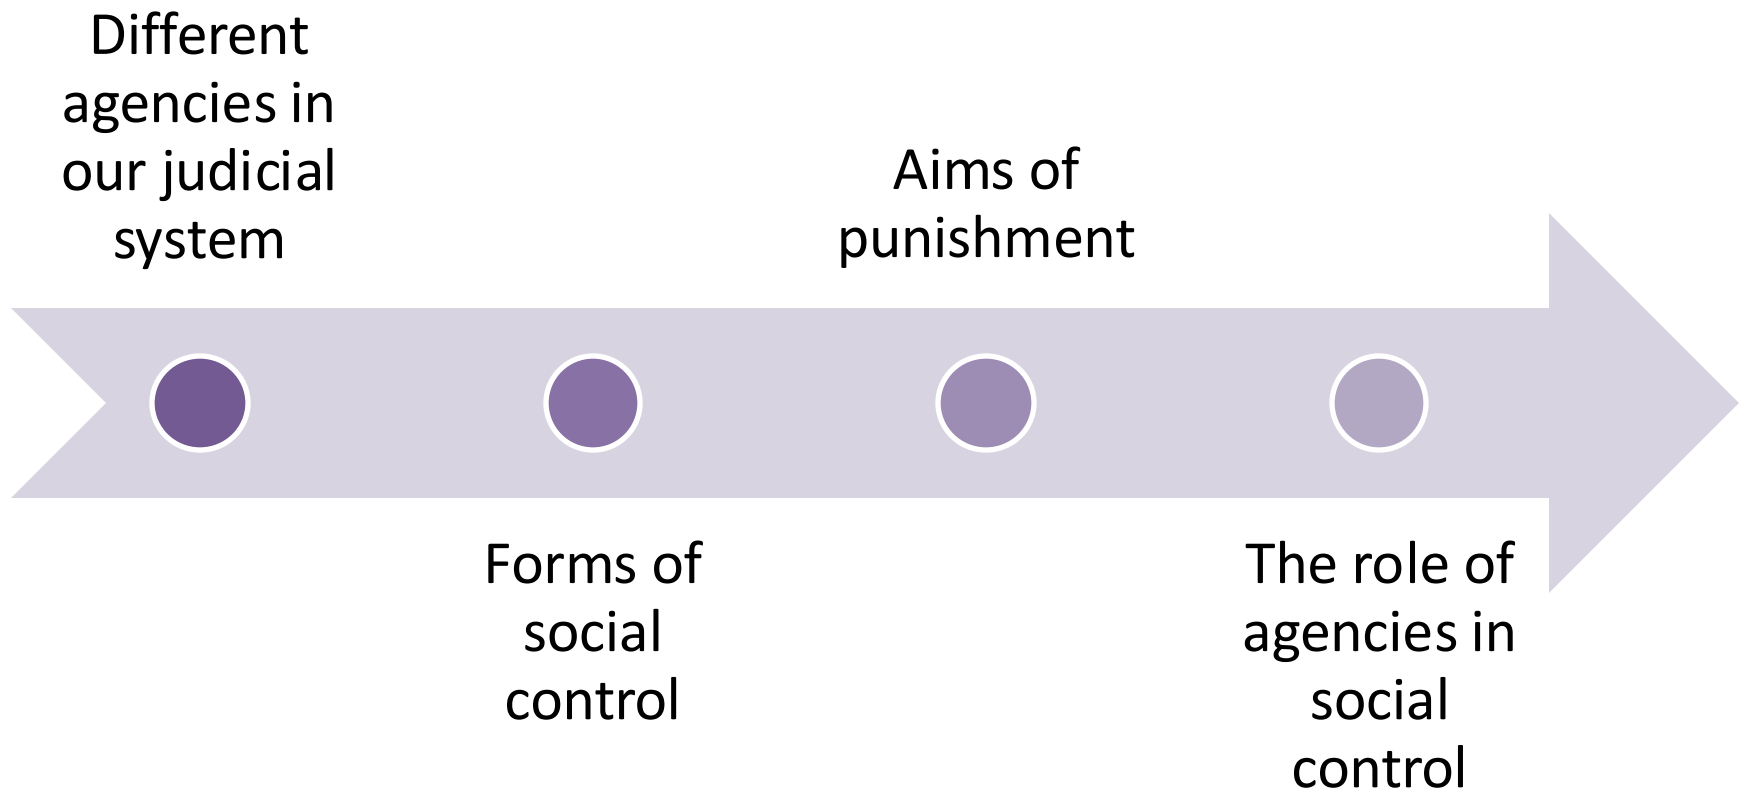 Different
agencies in
our judicial
system
Forms of
social
control
Aims of
punishment
The role of
agencies in
social
control